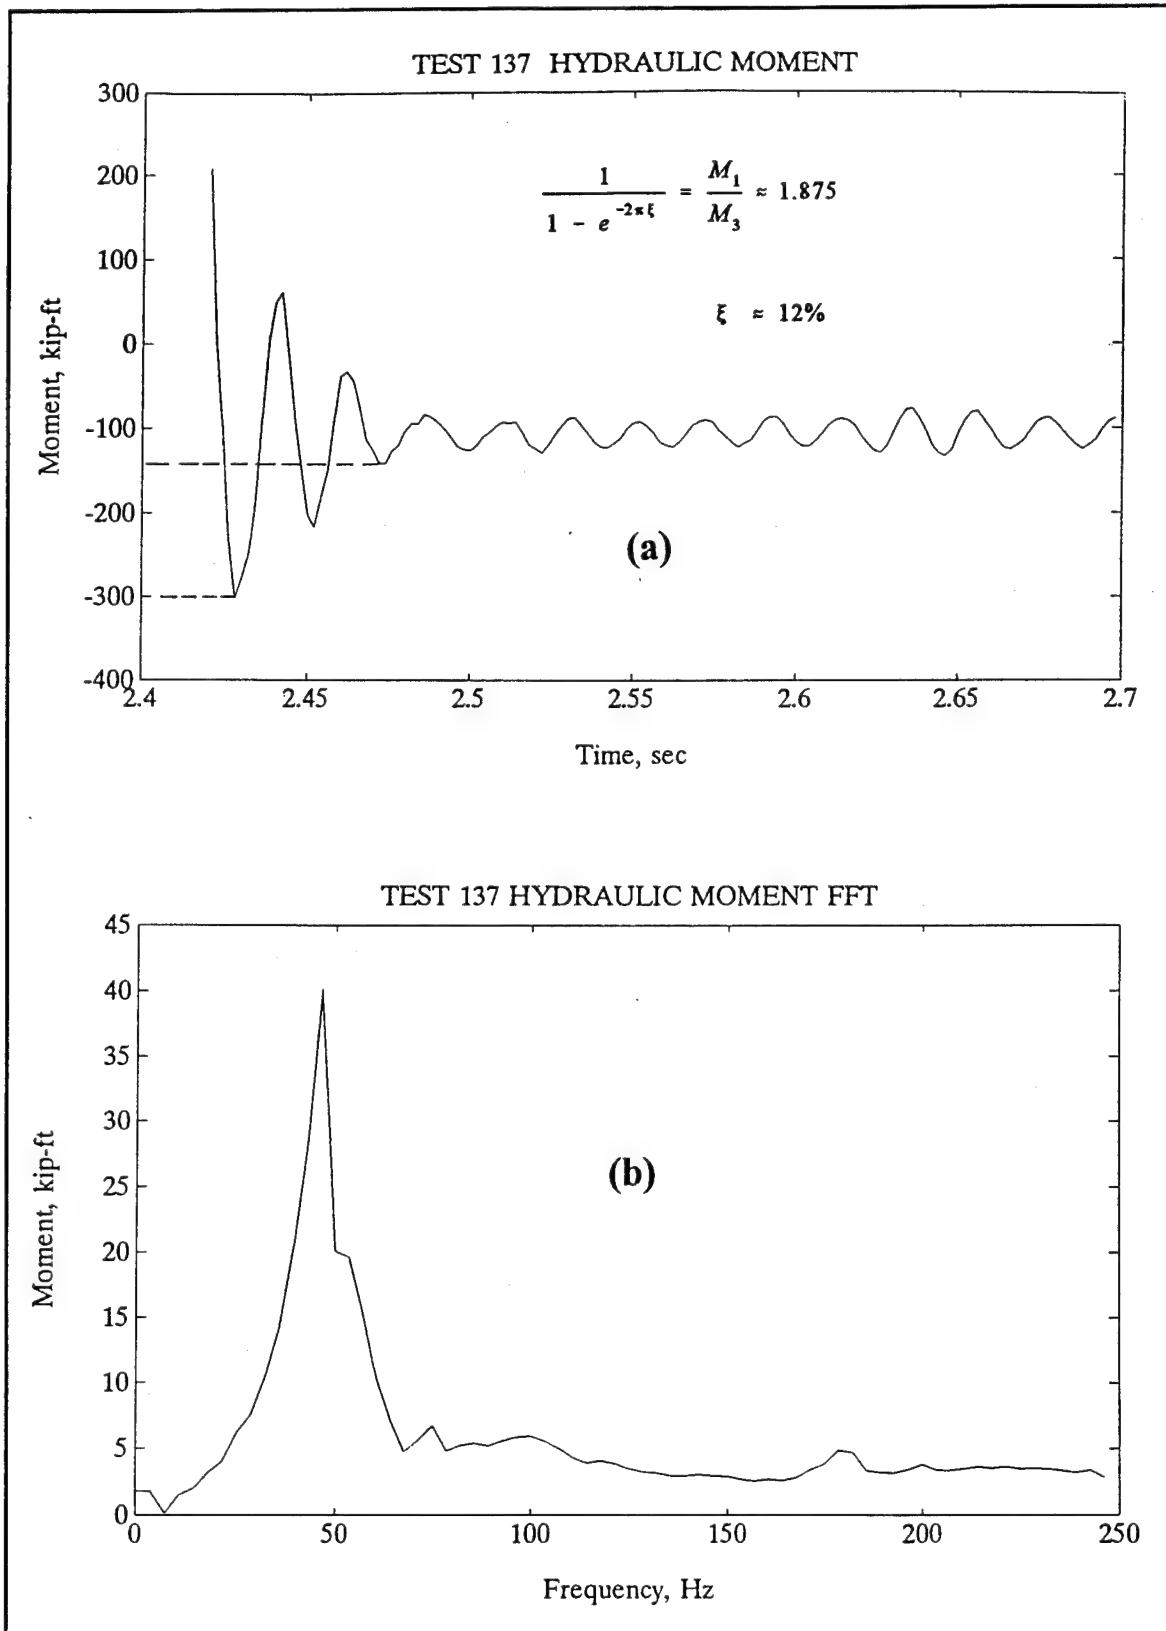 TEST 137 HYDRAULIC MOMENT
300
200
100
0
-100
-200
-300
-400
Moment, kip-ft
1 / (1 - e^{-2πξ}) = M_1 / M_3 ≈ 1.875
ξ ≈ 12%
(a)
2.4 2.45 2.5 2.55 2.6 2.65 2.7
Time, sec
TEST 137 HYDRAULIC MOMENT FFT
45
40
35
30
25
20
15
10
5
0
Moment, kip-ft
(b)
0 50 100 150 200 250
Frequency, Hz